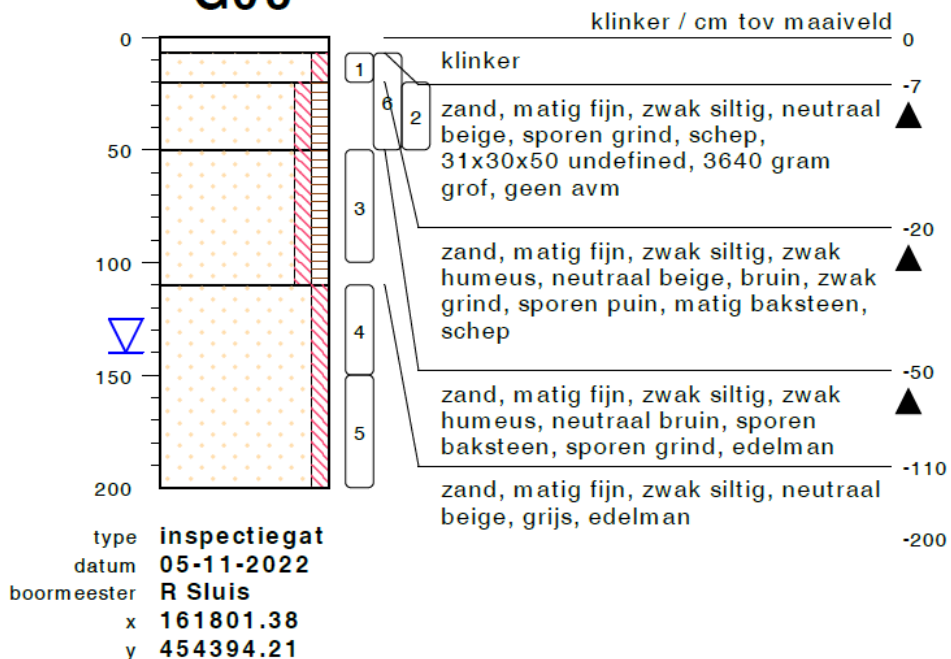 klinker / cm tov maaiveld
0
0
klinker
-7
1
6
2
zand, matig fijn, zwak siltig, neutraal
beige, sporen grind, schep,
31x30x50 undefined, 3640 gram
grof, geen avm
50
3
-20
zand, matig fijn, zwak siltig, zwak
humeus, neutraal beige, bruin, zwak
grind, sporen puin, matig baksteen,
schep
100
4
150
-50
zand, matig fijn, zwak siltig, zwak
humeus, neutraal bruin, sporen
baksteen, sporen grind, edelman
5
-110
200
zand, matig fijn, zwak siltig, neutraal
beige, grijs, edelman
-200
type inspectiegat
datum 05-11-2022
boormeester R Sluis
x 161801.38
y 454394.21